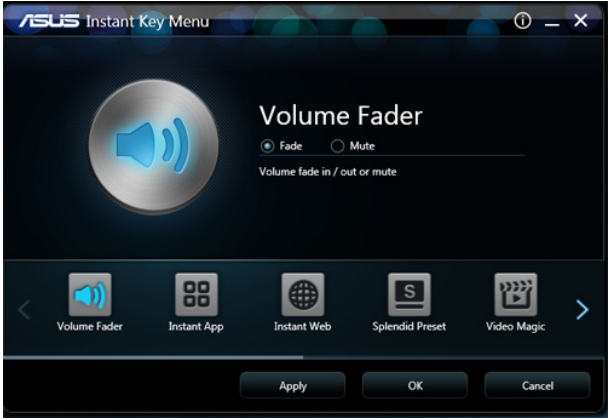 ASUS Instant Key Menu
Volume Fader
Fade Mute
Volume fade in / out or mute
S
Volume Fader Instant App Instant Web Splendid Preset Video Magic
Apply OK Cancel